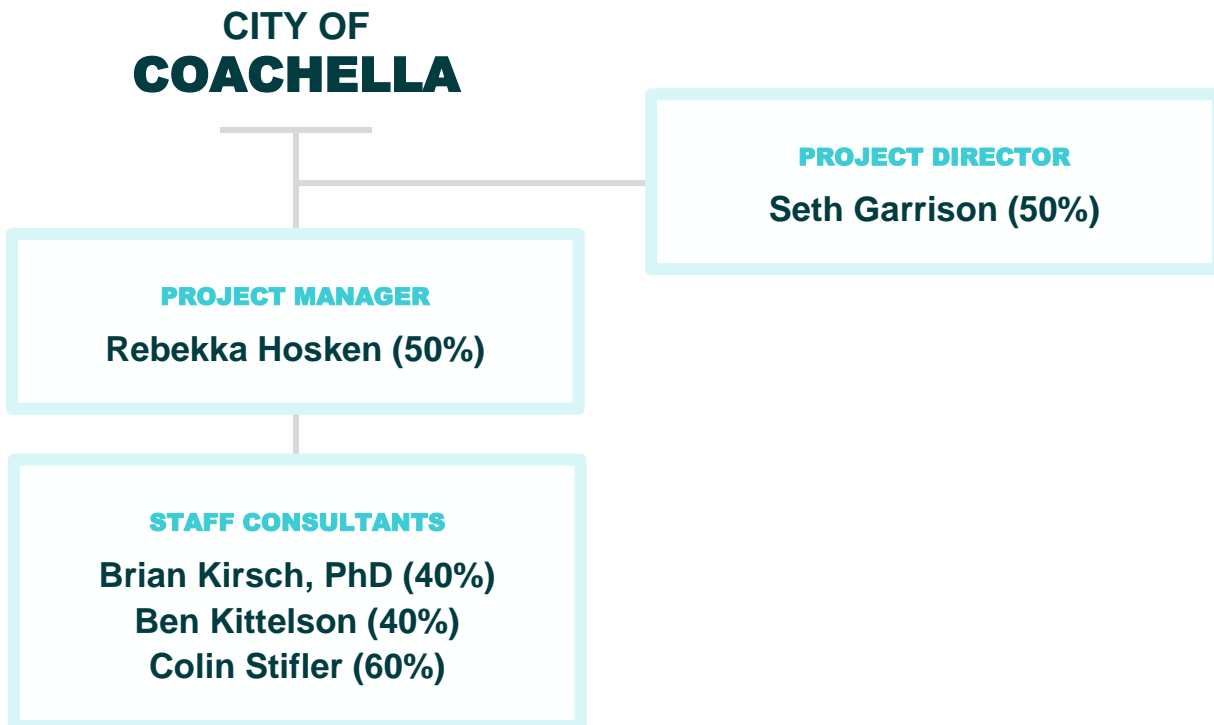 CITY OF
COACHELLA
PROJECT DIRECTOR
Seth Garrison (50%)
PROJECT MANAGER
Rebekka Hosken (50%)
STAFF CONSULTANTS
Brian Kirsch, PhD (40%)
Ben Kittelson (40%)
Colin Stifler (60%)